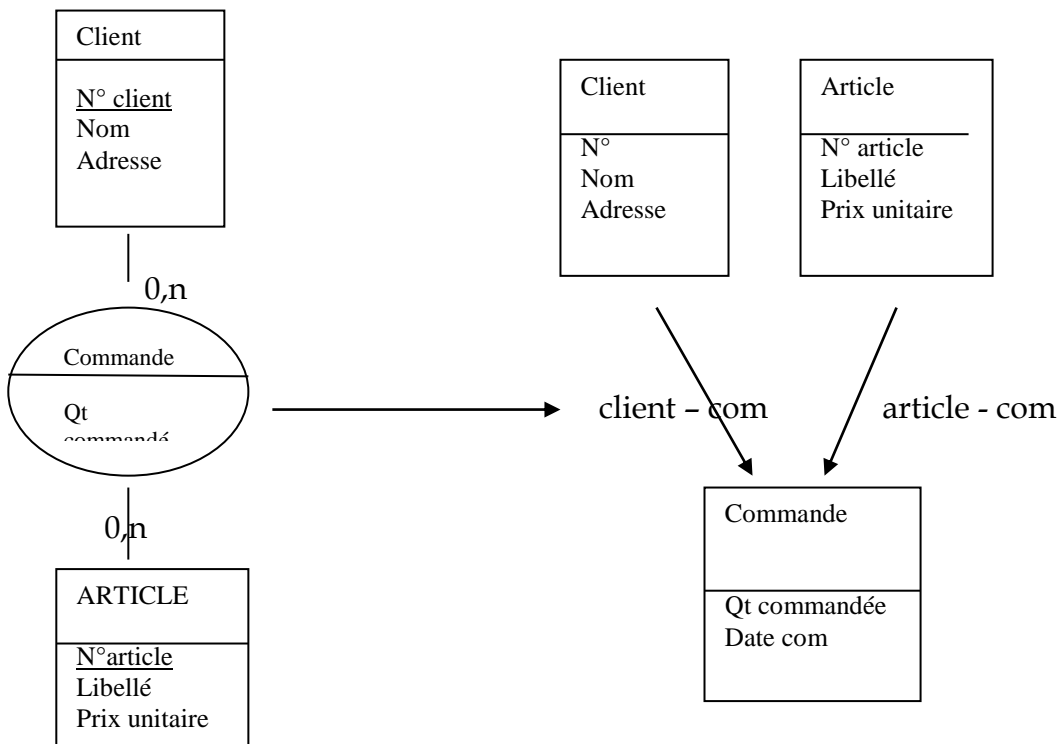 Client
N° client
Nom
Adresse
0,n
Commande
Qt
commandé
0,n
ARTICLE
N°article
Libellé
Prix unitaire
Client
N°
Nom
Adresse
Article
N° article
Libellé
Prix unitaire
client – com
article - com
Commande
Qt commandée
Date com